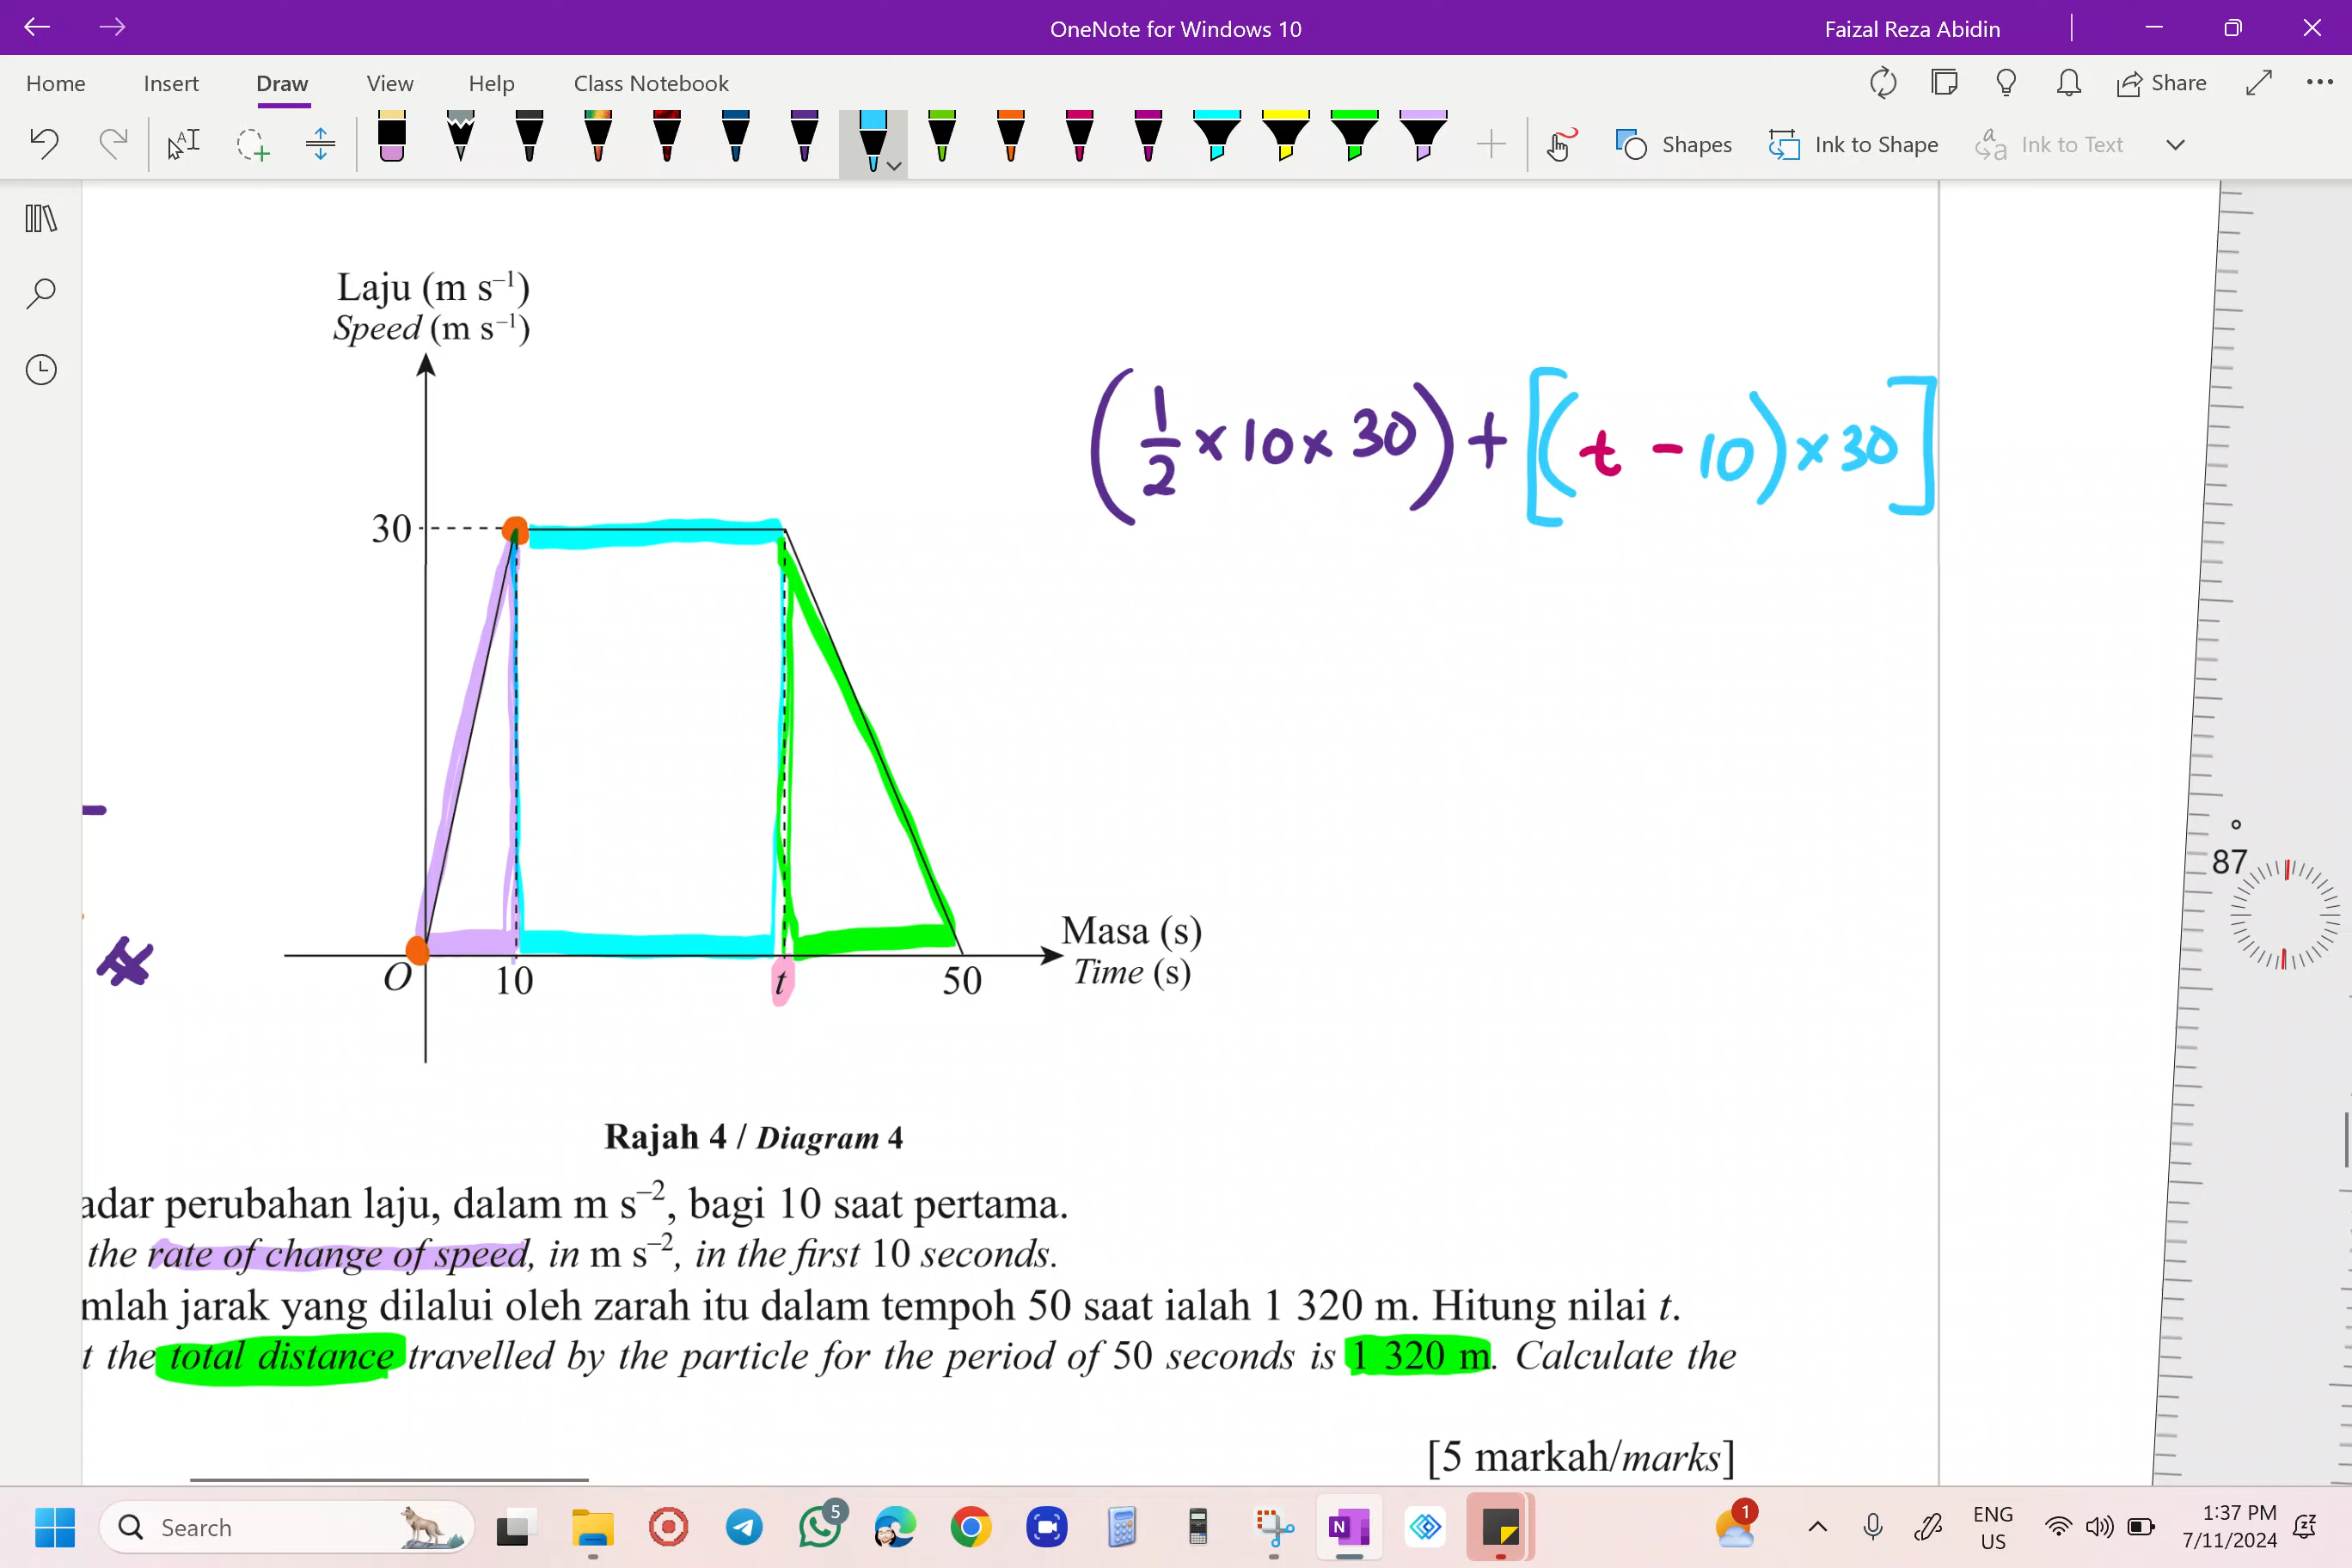 OneNote for Windows 10
Faizal Reza Abidin
Home Insert Draw View Help Class Notebook
Share
Shapes Ink to Shape Ink to Text
Laju (m s⁻¹)
Speed (m s⁻¹)
(1/2 × 10 × 30) + [(t - 10) × 30]
30
87°
Masa (s)
Time (s)
O 10 t 50
Rajah 4 / Diagram 4
adar perubahan laju, dalam m s⁻², bagi 10 saat pertama.
the rate of change of speed, in m s⁻², in the first 10 seconds.
mlah jarak yang dilalui oleh zarah itu dalam tempoh 50 saat ialah 1 320 m. Hitung nilai t.
t the total distance travelled by the particle for the period of 50 seconds is 1 320 m. Calculate the
[5 markah/marks]
Search
5
N
1
ENG
US
1:37 PM
7/11/2024